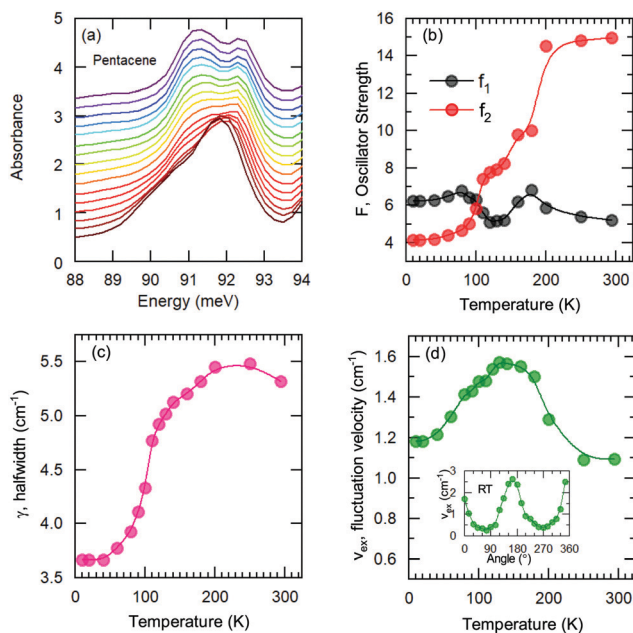 (a)
Pentacene
Absorbance
5
4
3
2
1
0
88 89 90 91 92 93 94
Energy (meV)
(b)
f1
f2
F, Oscillator Strength
16
14
12
10
8
6
4
0 100 200 300
Temperature (K)
(c)
γ, halfwidth (cm-1)
5.5
5.0
4.5
4.0
3.5
0 100 200 300
Temperature (K)
(d)
νex, fluctuation velocity (cm-1)
1.6
1.4
1.2
1.0
0.8
0.6
0 100 200 300
Temperature (K)
RT
νex (cm-1)
3
2
1
0
0 90 180 270 360
Angle (°)